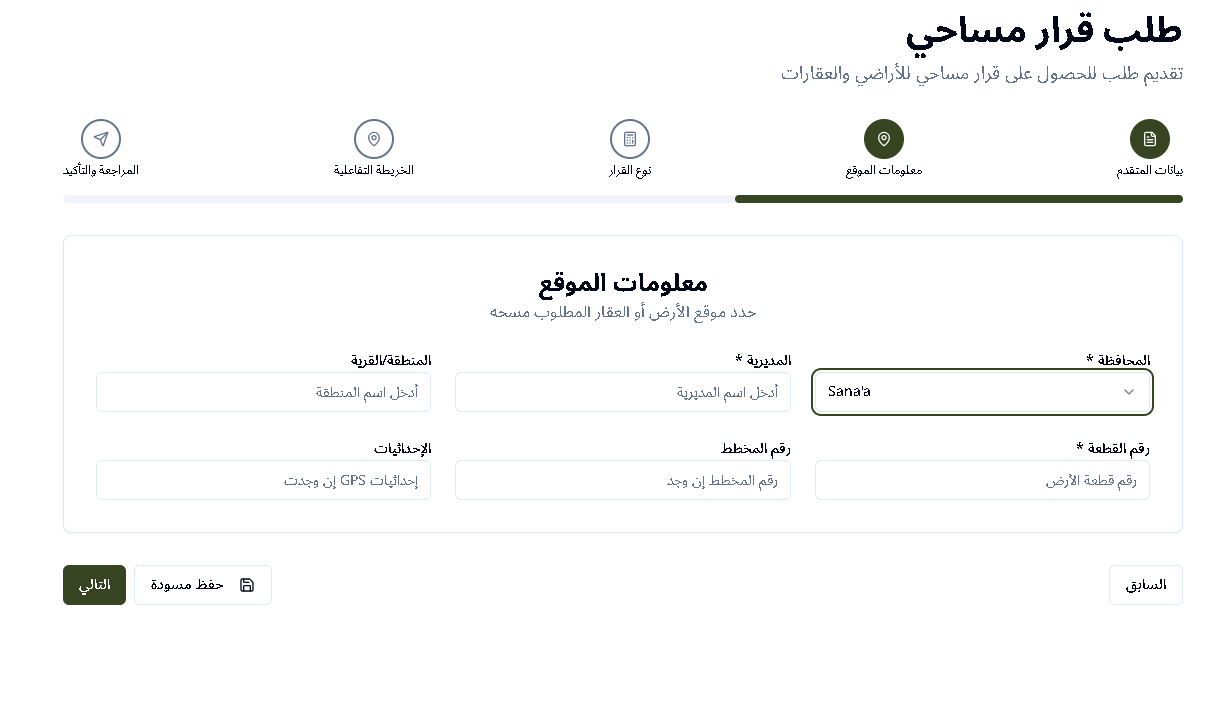 طلب قرار مساحي
تقديم طلب للحصول على قرار مساحي للأراضي والعقارات
بيانات المتقدم
معلومات الموقع
نوع القرار
الخريطة التفاعلية
المراجعة والتأكيد
معلومات الموقع
حدد موقع الأرض أو العقار المطلوب مسحه
المحافظة *
المديرية *
المنطقة/القرية
Sana'a
أدخل اسم المديرية
أدخل اسم المنطقة
رقم القطعة *
رقم المخطط
الإحداثيات
رقم قطعة الأرض
رقم المخطط إن وجد
إحداثيات GPS إن وجدت
السابق
حفظ مسودة
التالي